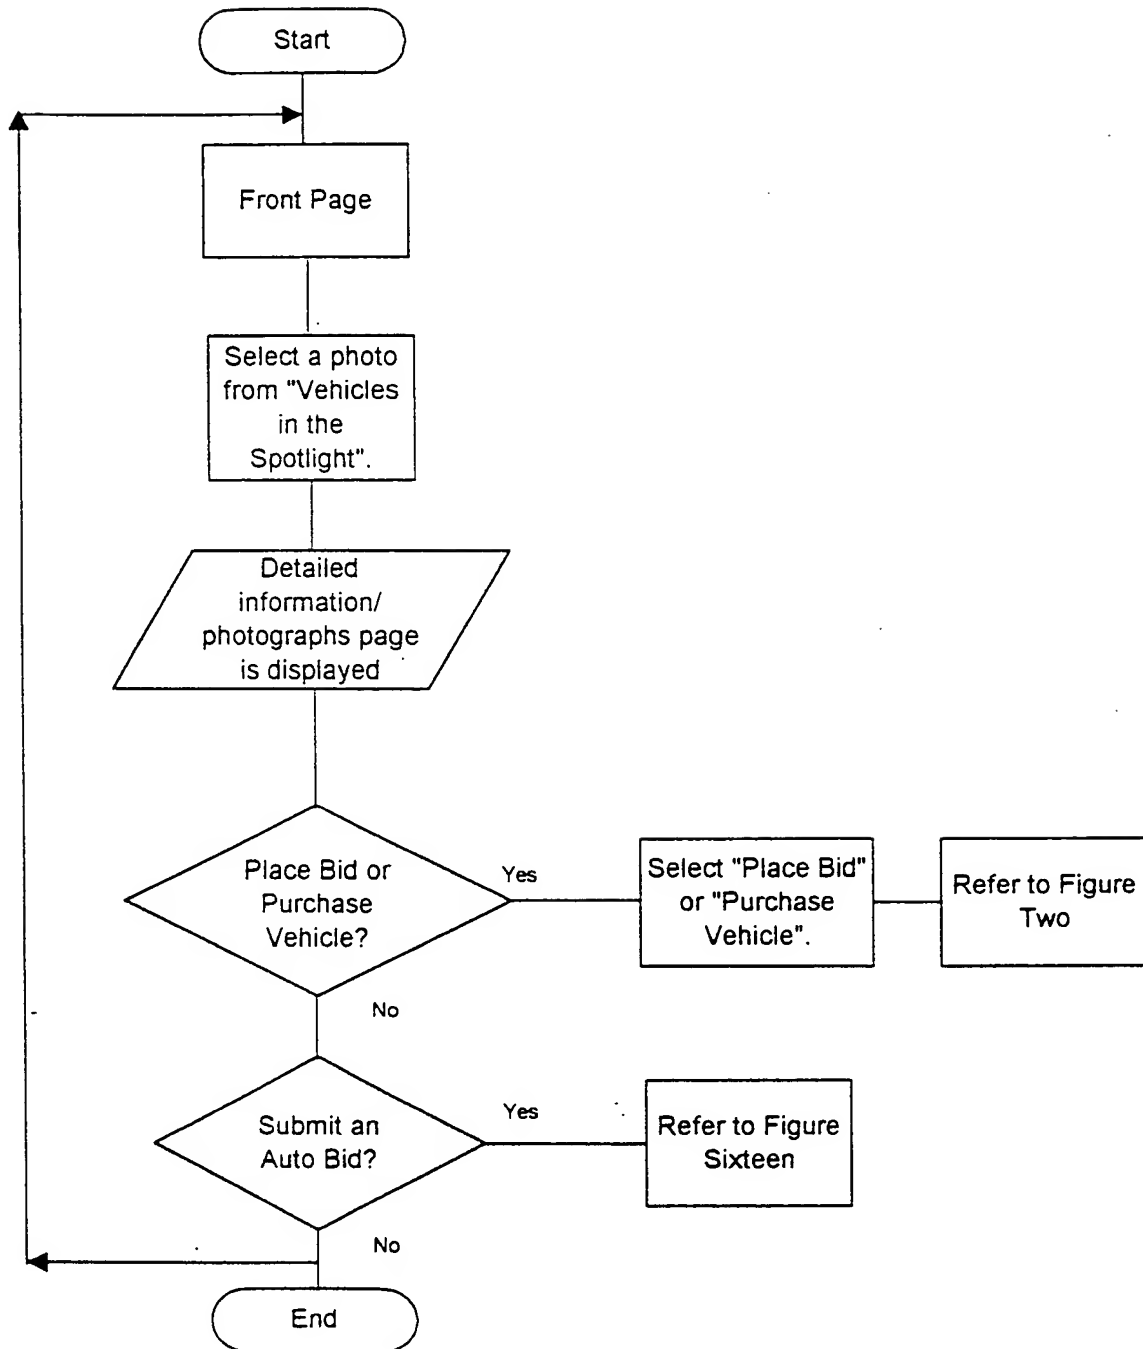 Start
Front Page
Select a photo
from "Vehicles
in the
Spotlight".
Detailed
information/
photographs page
is displayed
Place Bid or
Purchase
Vehicle?
Yes
Select "Place Bid"
or "Purchase
Vehicle".
Refer to Figure
Two
No
Submit an
Auto Bid?
Yes
Refer to Figure
Sixteen
No
End